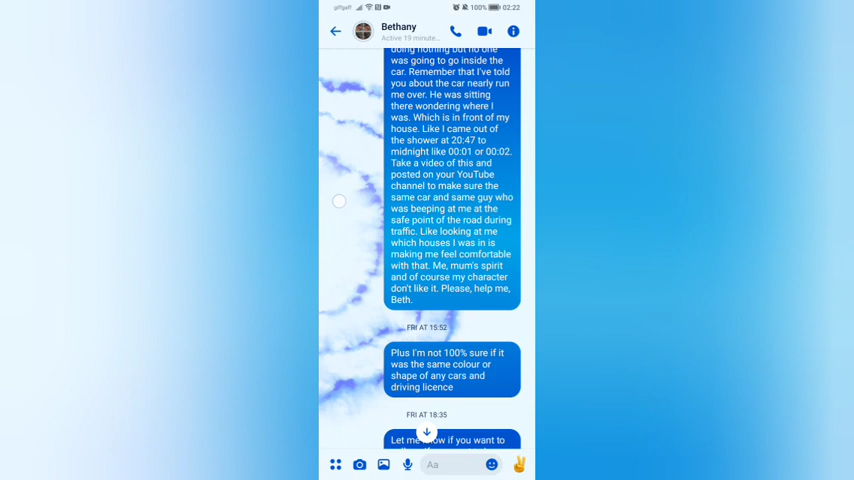 giffgaff 100% 02:22
Bethany
Active 19 minute...
doing nothing but no one
was going to go inside the
car. Remember that I've told
you about the car nearly run
me over. He was sitting
there wondering where I
was. Which is in front of my
house. Like I came out of
the shower at 20:47 to
midnight like 00:01 or 00:02.
Take a video of this and
posted on your YouTube
channel to make sure the
same car and same guy who
was beeping at me at the
safe point of the road during
traffic. Like looking at me
which houses I was in is
making me feel comfortable
with that. Me, mum's spirit
and of course my character
don't like it. Please, help me,
Beth.
FRI AT 15:52
Plus I'm not 100% sure if it
was the same colour or
shape of any cars and
driving licence
FRI AT 18:35
Let me know if you want to
Aa